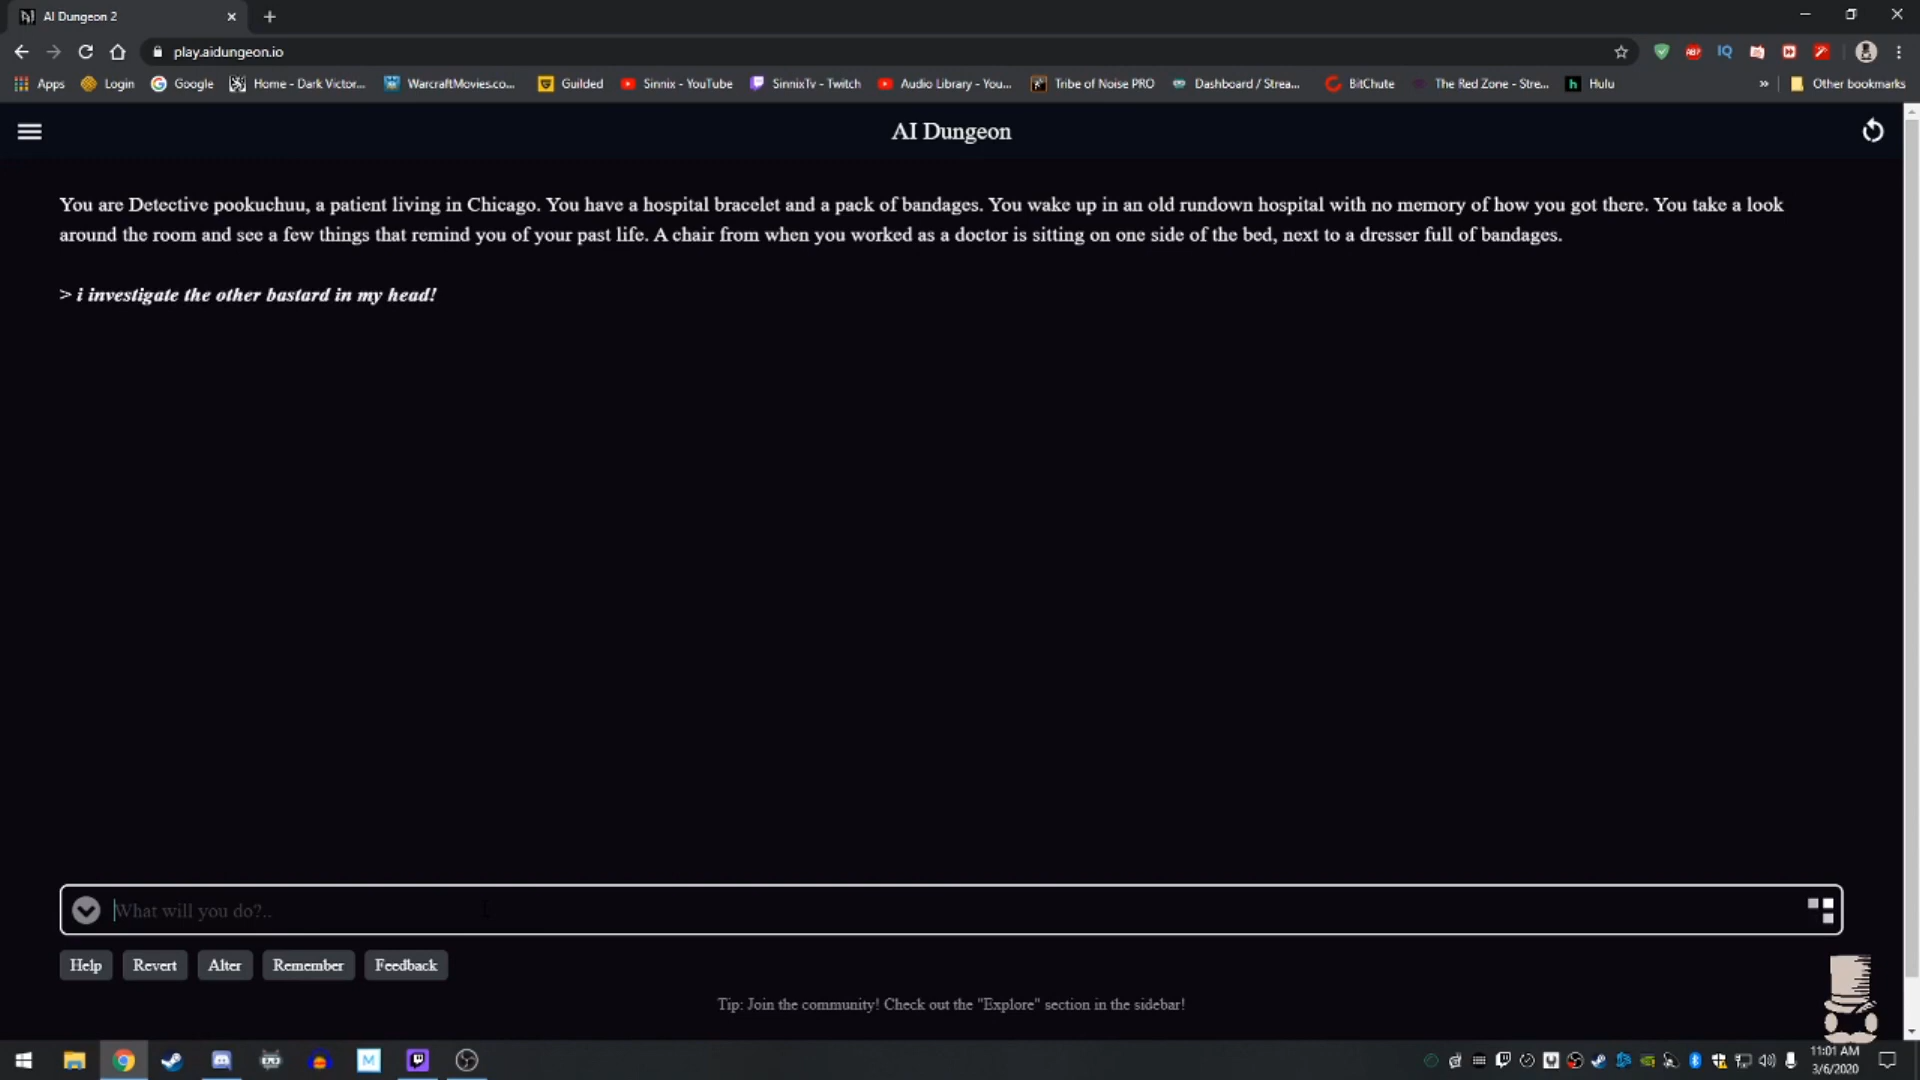 AI Dungeon 2
play.aidungeon.io
Apps Login Google Home - Dark Victor... WarcraftMovies.co... Guilded Sinnix - YouTube SinnixTv - Twitch Audio Library - You... Tribe of Noise PRO Dashboard / Strea... BitChute The Red Zone - Stre... Hulu » Other bookmarks
AI Dungeon
You are Detective pookuchuu, a patient living in Chicago. You have a hospital bracelet and a pack of bandages. You wake up in an old rundown hospital with no memory of how you got there. You take a look
around the room and see a few things that remind you of your past life. A chair from when you worked as a doctor is sitting on one side of the bed, next to a dresser full of bandages.
> i investigate the other bastard in my head!
What will you do?..
Help Revert Alter Remember Feedback
Tip: Join the community! Check out the "Explore" section in the sidebar!
11:01 AM
3/6/2020